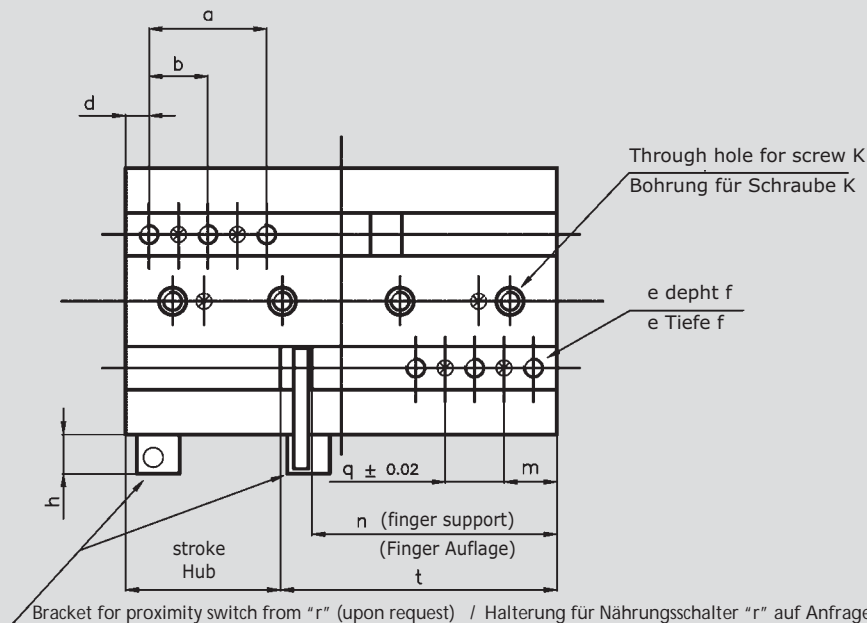 a
b
d
Through hole for screw K
Bohrung für Schraube K
e depht f
e Tiefe f
q ± 0.02
m
h
n (finger support)
(Finger Auflage)
stroke
Hub
t
Bracket for proximity switch from “r” (upon request) / Halterung für Nährungsschalter “r” auf Anfrage